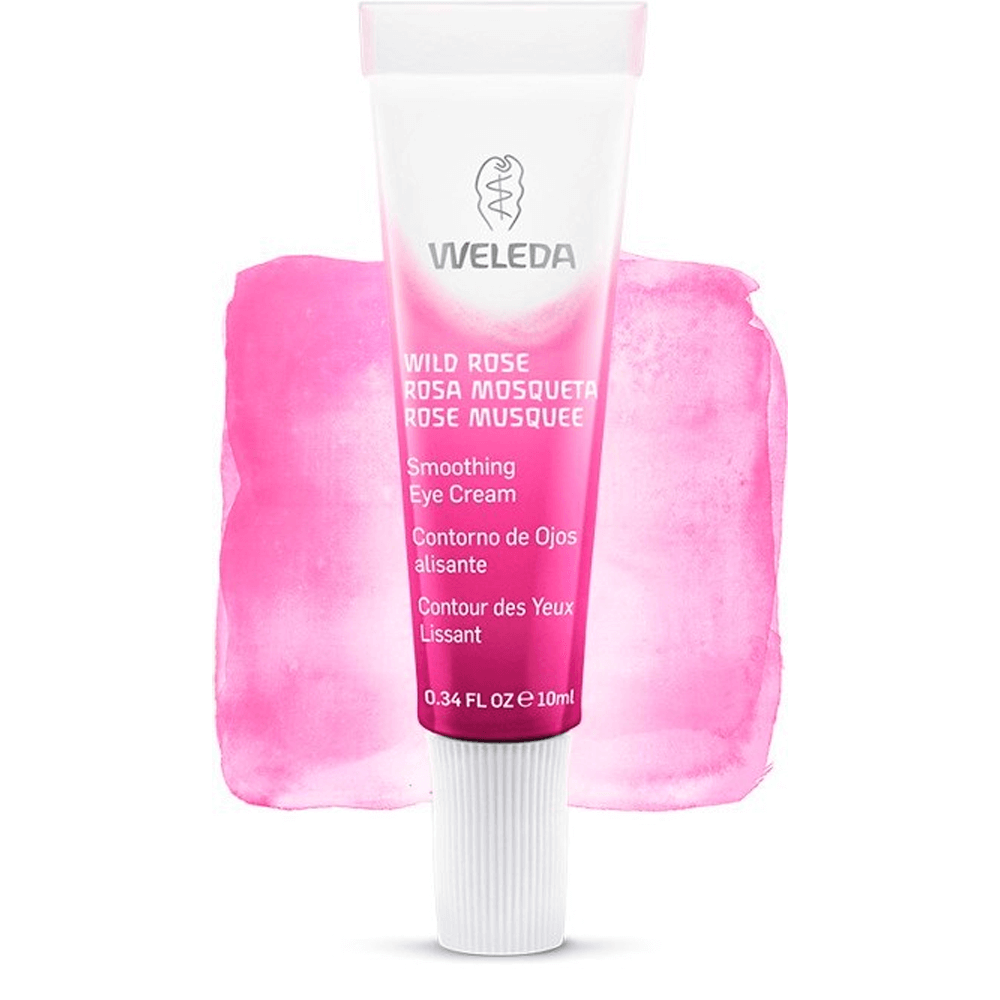 WELEDA
WILD ROSE
ROSA MOSQUETA
ROSE MUSQUEE
Smoothing
Eye Cream
Contorno de Ojos
alisante
Contour des Yeux
Lissant
0.34 FL OZ ℮ 10ml